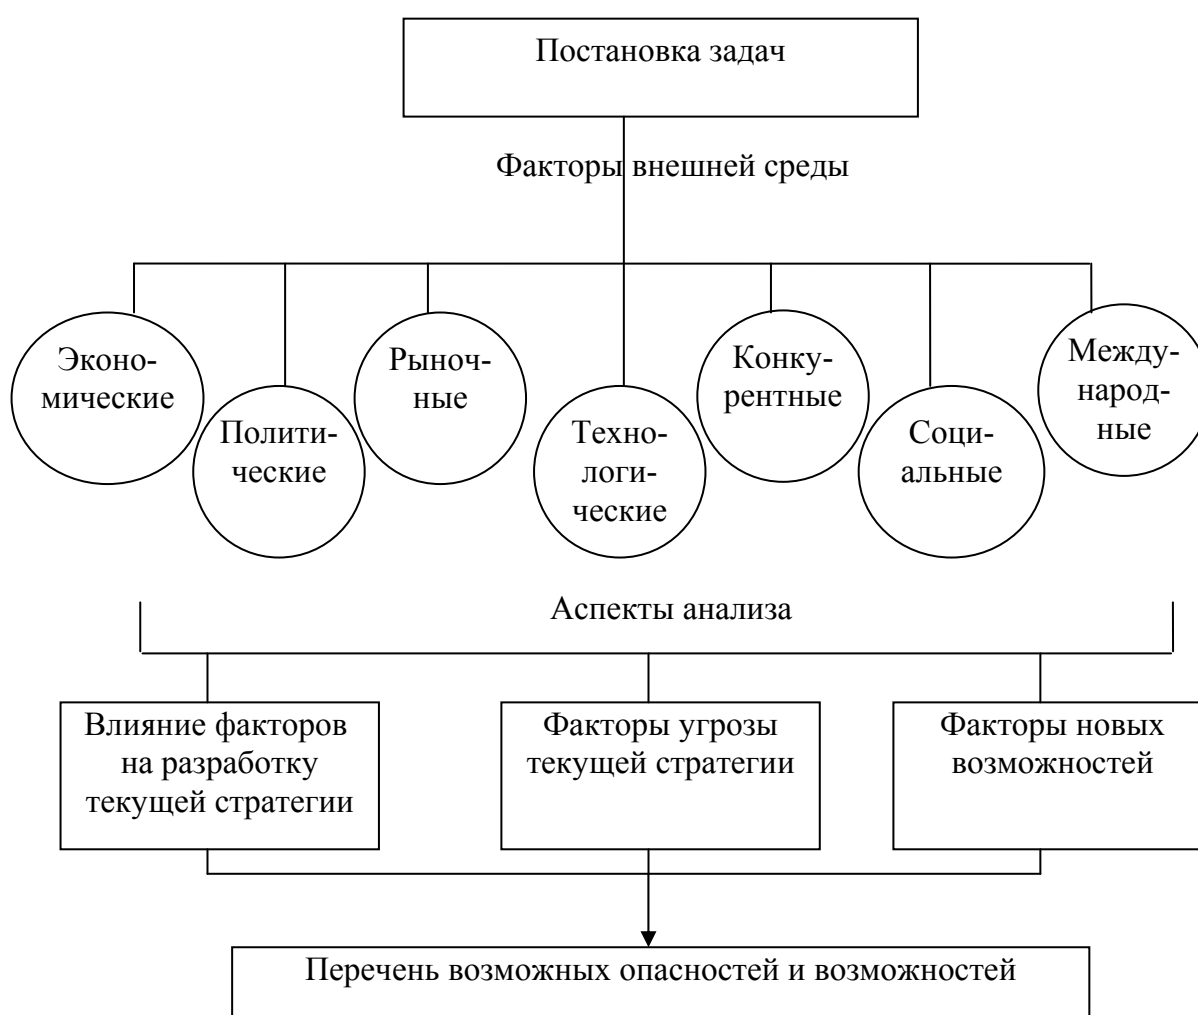 Постановка задач
Факторы внешней среды
Эконо-
мические
Полити-
ческие
Рыноч-
ные
Техно-
логи-
ческие
Конку-
рентные
Соци-
альные
Между-
народ-
ные
Аспекты анализа
Влияние факторов
на разработку
текущей стратегии
Факторы угрозы
текущей стратегии
Факторы новых
возможностей
Перечень возможных опасностей и возможностей